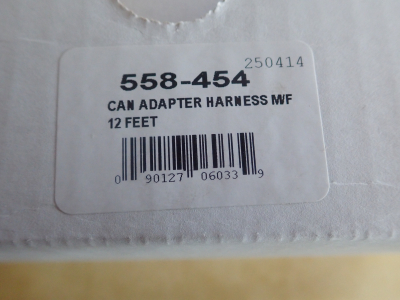 250414
558-454
CAN ADAPTER HARNESS M/F
12 FEET
0 90127 06033 9